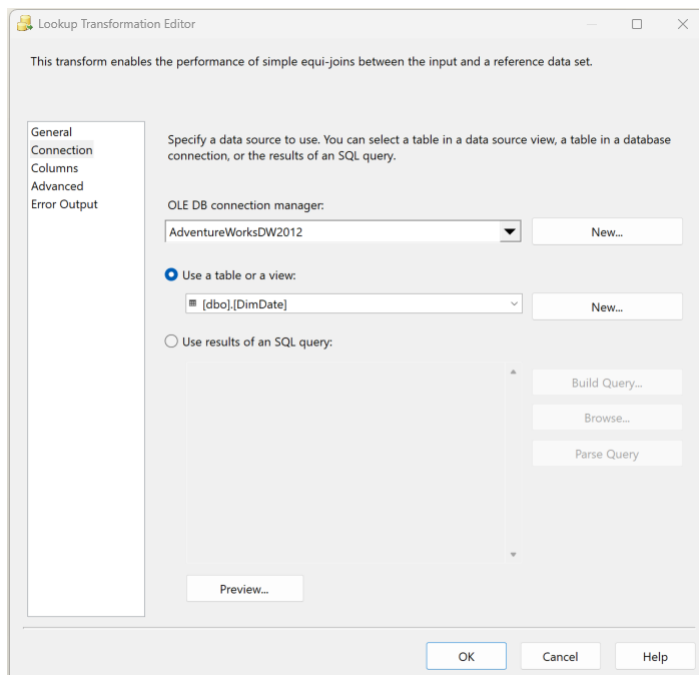 Lookup Transformation Editor
This transform enables the performance of simple equi-joins between the input and a reference data set.
General
Connection
Columns
Advanced
Error Output
Specify a data source to use. You can select a table in a data source view, a table in a database
connection, or the results of an SQL query.
OLE DB connection manager:
AdventureWorksDW2012
New...
Use a table or a view:
[dbo].[DimDate]
New...
Use results of an SQL query:
Build Query...
Browse...
Parse Query
Preview...
OK
Cancel
Help